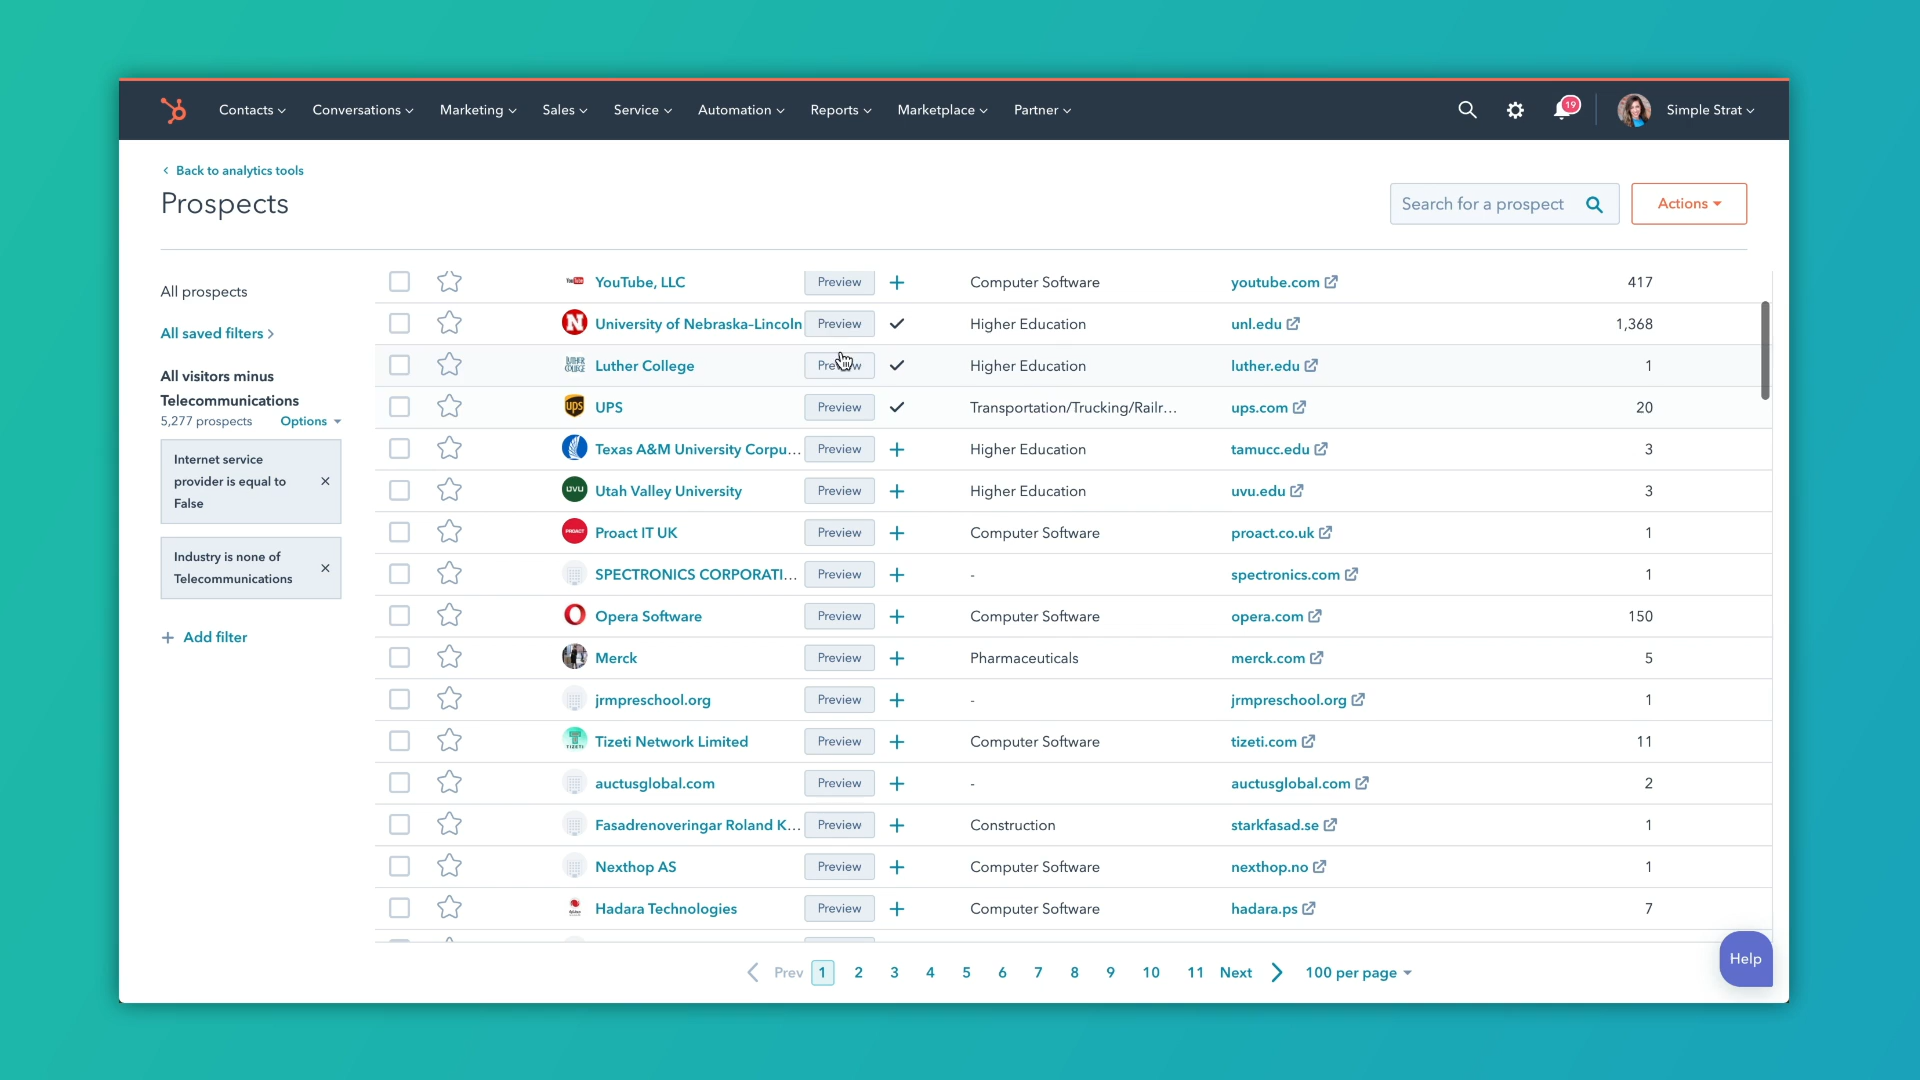 Contacts Conversations Marketing Sales Service Automation Reports Marketplace Partner 19 Simple Strat
Back to analytics tools
Prospects
Search for a prospect Actions
All prospects
All saved filters
All visitors minus
Telecommunications
5,277 prospects Options
Internet service
provider is equal to
False
Industry is none of
Telecommunications
+ Add filter
YouTube, LLC Preview + Computer Software youtube.com 417
N University of Nebraska-Lincoln Preview Higher Education unl.edu 1,368
LUTHER COLLEGE Luther College Preview Higher Education luther.edu 1
ups UPS Preview Transportation/Trucking/Railr... ups.com 20
Texas A&M University Corpu... Preview + Higher Education tamucc.edu 3
UVU Utah Valley University Preview + Higher Education uvu.edu 3
PROACT Proact IT UK Preview + Computer Software proact.co.uk 1
SPECTRONICS CORPORATI... Preview + - spectronics.com 1
Opera Software Preview + Computer Software opera.com 150
Merck Preview + Pharmaceuticals merck.com 5
jrmpreschool.org Preview + - jrmpreschool.org 1
TIZETI Tizeti Network Limited Preview + Computer Software tizeti.com 11
auctusglobal.com Preview + - auctusglobal.com 2
Fasadrenoveringar Roland K... Preview + Construction starkfasad.se 1
Nexthop AS Preview + Computer Software nexthop.no 1
Hadara Technologies Preview + Computer Software hadara.ps 7
Prev 1 2 3 4 5 6 7 8 9 10 11 Next 100 per page
Help